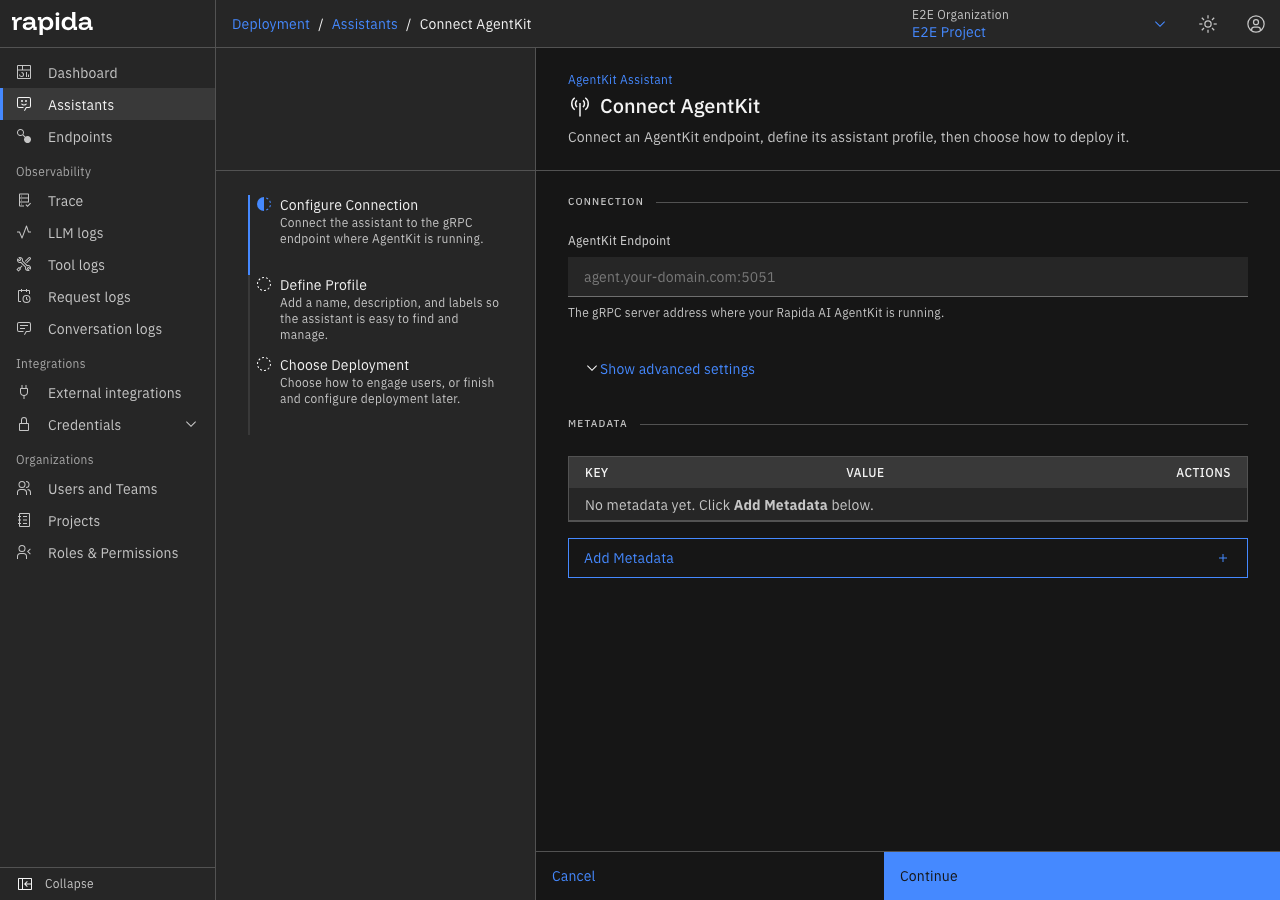 rapida
Deployment / Assistants / Connect AgentKit
E2E Organization
E2E Project
Dashboard
Assistants
Endpoints
Observability
Trace
LLM logs
Tool logs
Request logs
Conversation logs
Integrations
External integrations
Credentials
Organizations
Users and Teams
Projects
Roles & Permissions
Collapse
Configure Connection
Connect the assistant to the gRPC
endpoint where AgentKit is running.
Define Profile
Add a name, description, and labels so
the assistant is easy to find and
manage.
Choose Deployment
Choose how to engage users, or finish
and configure deployment later.
AgentKit Assistant
Connect AgentKit
Connect an AgentKit endpoint, define its assistant profile, then choose how to deploy it.
CONNECTION
AgentKit Endpoint
agent.your-domain.com:5051
The gRPC server address where your Rapida AI AgentKit is running.
Show advanced settings
METADATA
KEY VALUE ACTIONS
No metadata yet. Click Add Metadata below.
Add Metadata +
Cancel
Continue